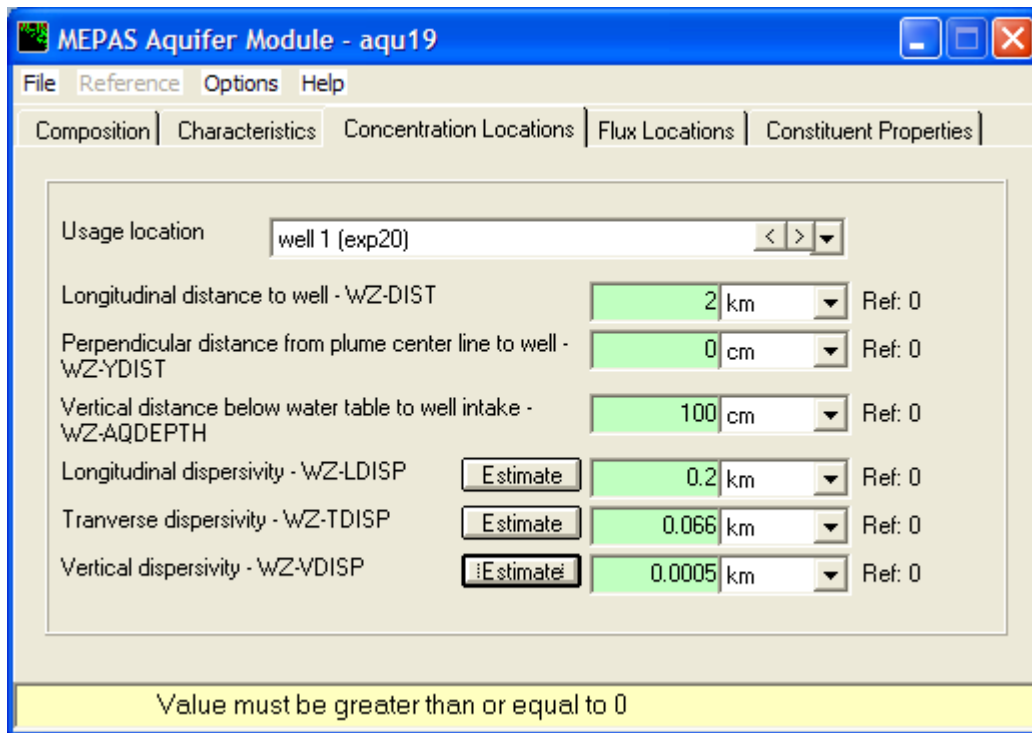 MEPAS Aquifer Module - aqu19
File Reference Options Help
Composition Characteristics Concentration Locations Flux Locations Constituent Properties
Usage location well 1 (exp20) < >
Longitudinal distance to well - WZ-DIST 2 km Ref: 0
Perpendicular distance from plume center line to well -
WZ-YDIST 0 cm Ref: 0
Vertical distance below water table to well intake -
WZ-AQDEPTH 100 cm Ref: 0
Longitudinal dispersivity - WZ-LDISP Estimate 0.2 km Ref: 0
Tranverse dispersivity - WZ-TDISP Estimate 0.066 km Ref: 0
Vertical dispersivity - WZ-VDISP Estimate 0.0005 km Ref: 0
Value must be greater than or equal to 0